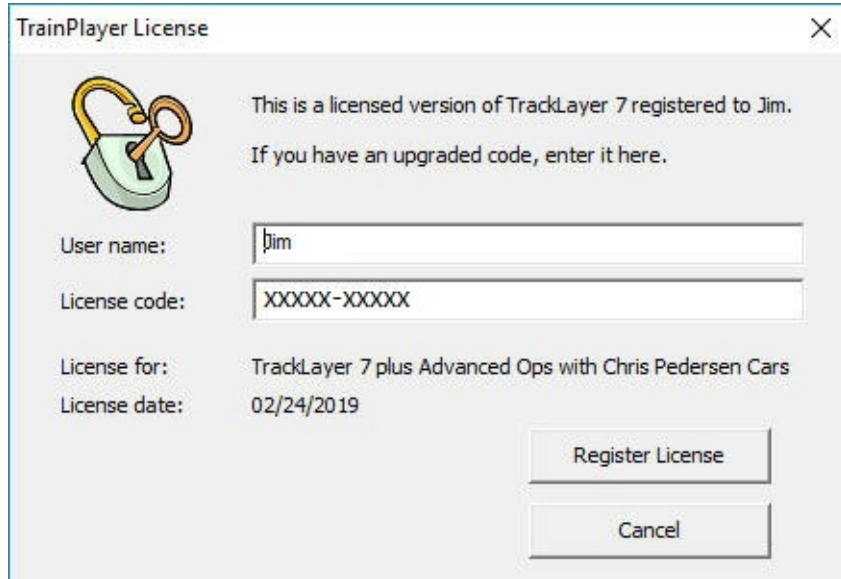 TrainPlayer License
This is a licensed version of TrackLayer 7 registered to Jim.
If you have an upgraded code, enter it here.
User name: Jim
License code: XXXXX-XXXXX
License for: TrackLayer 7 plus Advanced Ops with Chris Pedersen Cars
License date: 02/24/2019
Register License
Cancel